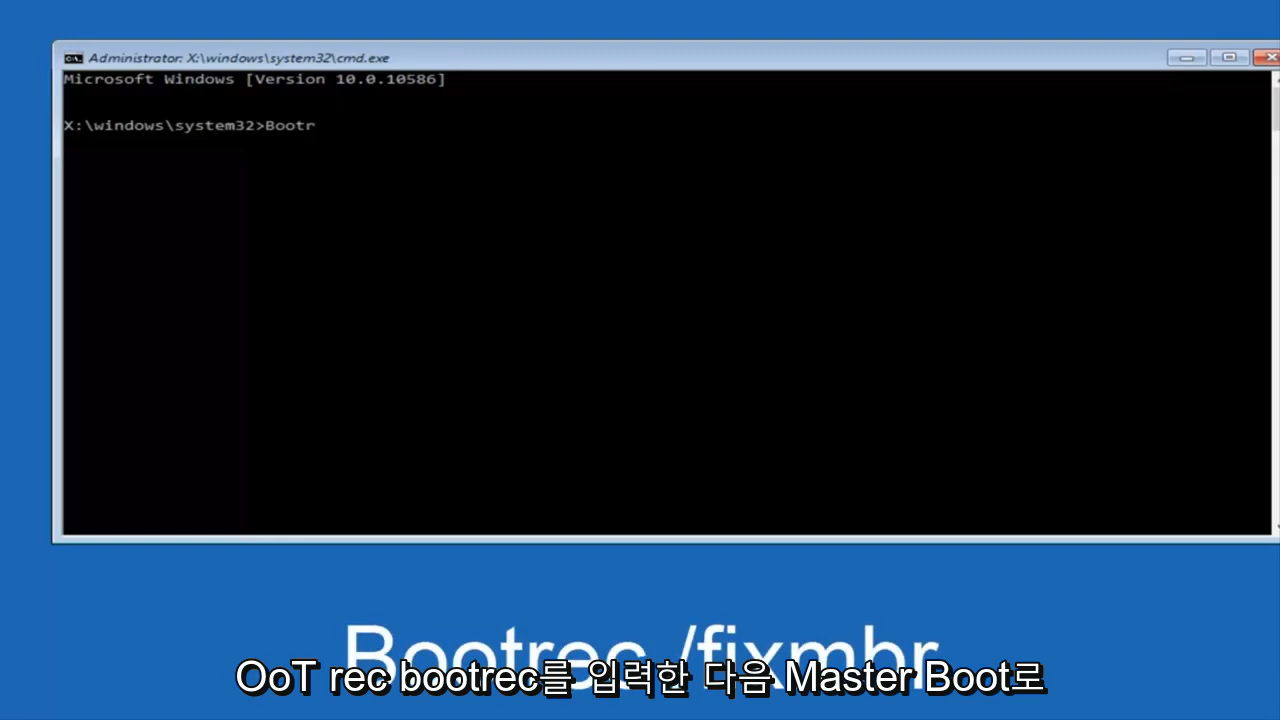 Administrator: X:\windows\system32\cmd.exe
Microsoft Windows [Version 10.0.10586]
X:\windows\system32>Bootr
Bootrec /fixmbr
OoT rec bootrec를 입력한 다음 Master Boot로